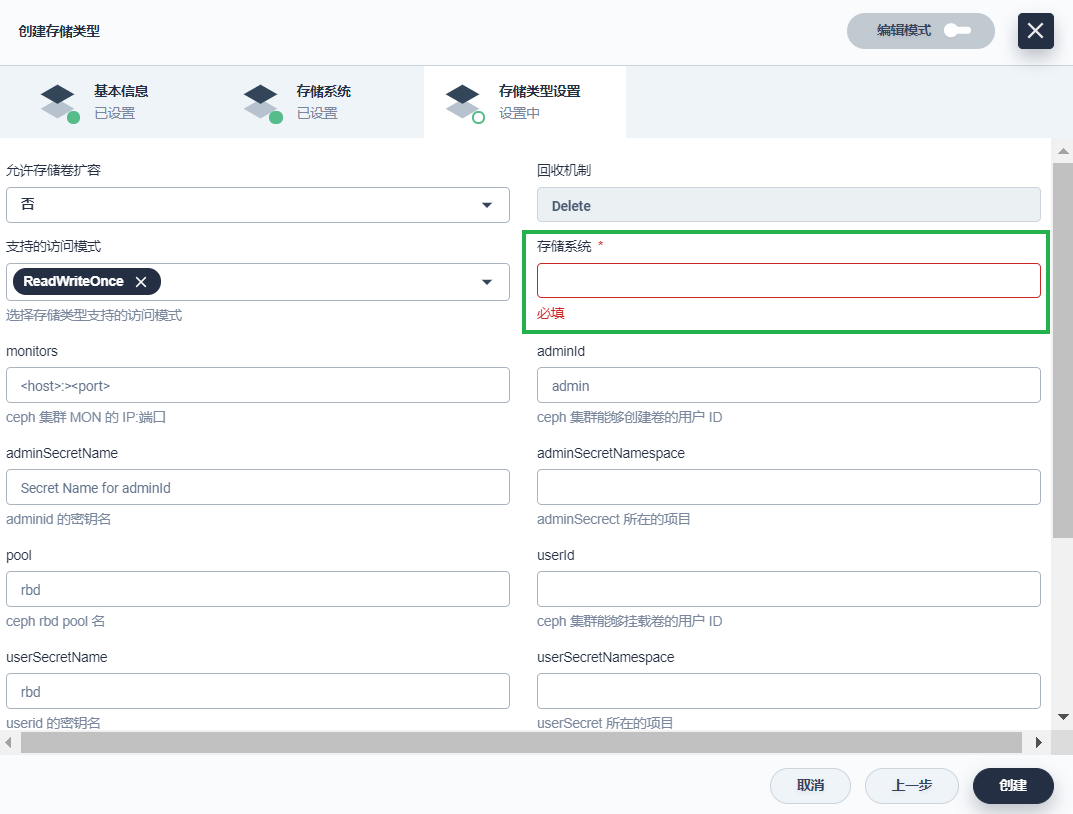 创建存储类型
编辑模式
基本信息
已设置
存储系统
已设置
存储类型设置
设置中
允许存储卷扩容
否
回收机制
Delete
支持的访问模式
ReadWriteOnce
选择存储类型支持的访问模式
存储系统 *
必填
monitors
<host>:><port>
ceph 集群 MON 的 IP:端口
adminId
admin
ceph 集群能够创建卷的用户 ID
adminSecretName
Secret Name for adminId
adminid 的密钥名
adminSecretNamespace
adminSecrect 所在的项目
pool
rbd
ceph rbd pool 名
userId
ceph 集群能够挂载卷的用户 ID
userSecretName
rbd
userid 的密钥名
userSecretNamespace
userSecret 所在的项目
取消
上一步
创建